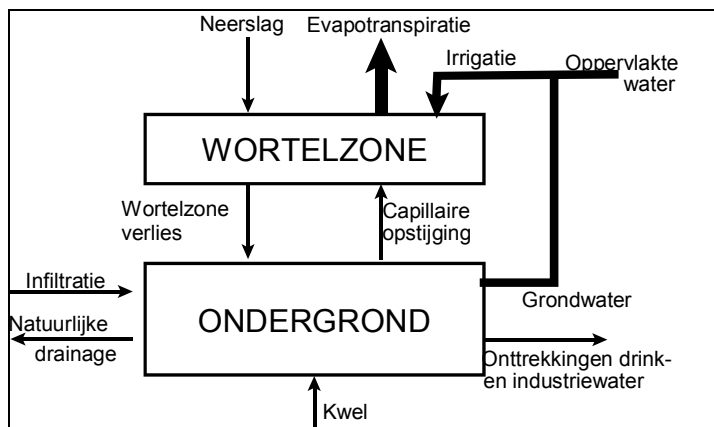 Neerslag
Evapotranspiratie
Irrigatie
Oppervlakte
water
WORTELZONE
Wortelzone
verlies
Capillaire
opstijging
Infiltratie
Grondwater
Natuurlijke
drainage
ONDERGROND
Onttrekkingen drink-
en industriewater
Kwel